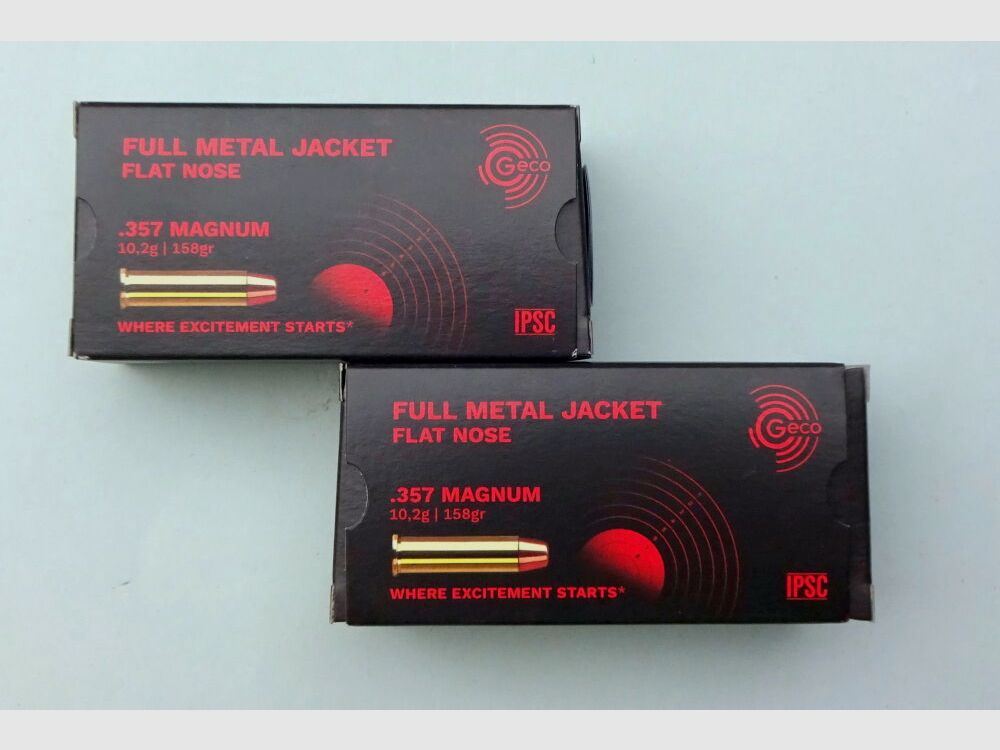 FULL METAL JACKET
FLAT NOSE
Geco
.357 MAGNUM
10,2g | 158gr
WHERE EXCITEMENT STARTS*
IPSC
FULL METAL JACKET
FLAT NOSE
Geco
.357 MAGNUM
10,2g | 158gr
WHERE EXCITEMENT STARTS*
IPSC